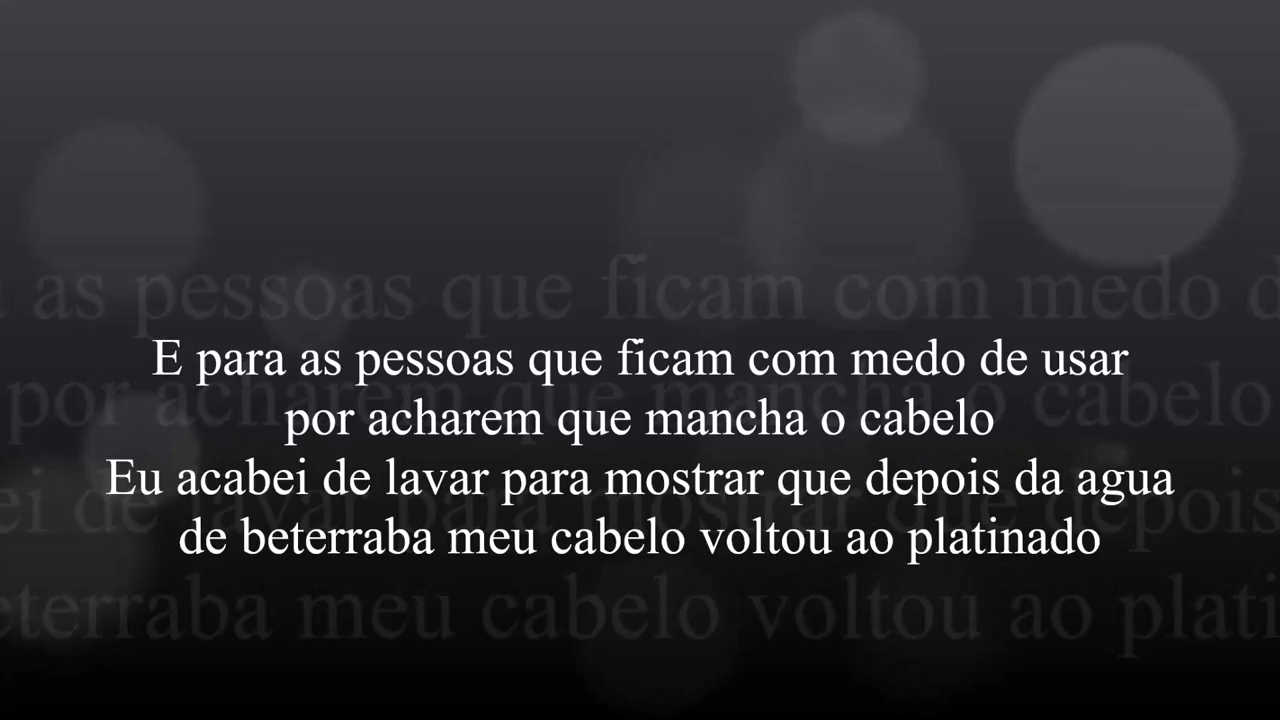 E para as pessoas que ficam com medo de usar
por acharem que mancha o cabelo
Eu acabei de lavar para mostrar que depois da agua
de beterraba meu cabelo voltou ao platinado